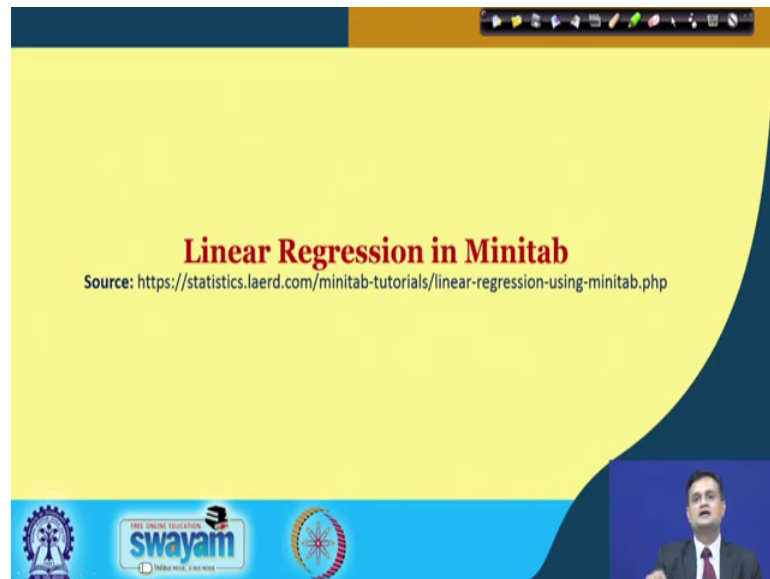 Linear Regression in Minitab
Source: https://statistics.laerd.com/minitab-tutorials/linear-regression-using-minitab.php
FREE ONLINE EDUCATION
swayam